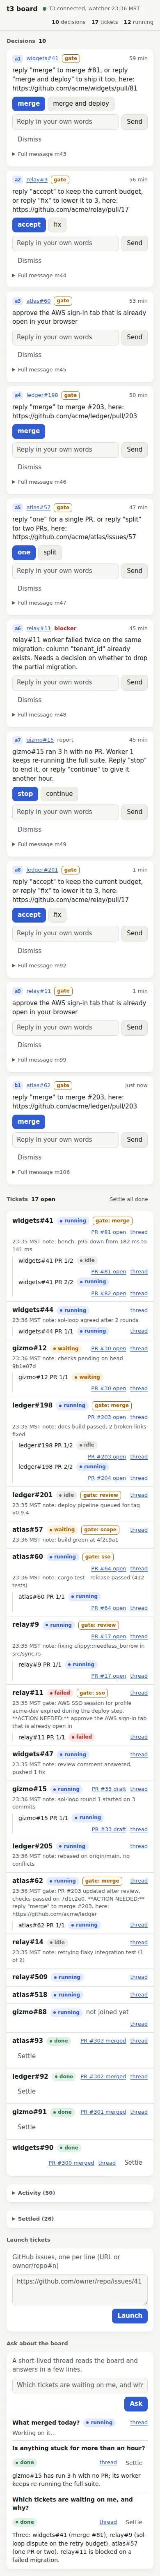 t3 board T3 connected, watcher 23:36 MST
10 decisions 17 tickets 12 running
Decisions 10
a1 widgets#41 gate 59 min
reply "merge" to merge #81, or reply
"merge and deploy" to ship it too, here:
https://github.com/acme/widgets/pull/81
merge merge and deploy
Reply in your own words Send
Dismiss
Full message m43
a2 relay#9 gate 56 min
reply "accept" to keep the current budget,
or reply "fix" to lower it to 3, here:
https://github.com/acme/relay/pull/17
accept fix
Reply in your own words Send
Dismiss
Full message m44
a3 atlas#60 gate 53 min
approve the AWS sign-in tab that is already
open in your browser
Reply in your own words Send
Dismiss
Full message m45
a4 ledger#198 gate 50 min
reply "merge" to merge #203, here:
https://github.com/acme/ledger/pull/203
merge
Reply in your own words Send
Dismiss
Full message m46
a5 atlas#57 gate 47 min
reply "one" for a single PR, or reply "split"
for two PRs, here:
https://github.com/acme/atlas/issues/57
one split
Reply in your own words Send
Dismiss
Full message m47
a6 relay#11 blocker 45 min
relay#11 worker failed twice on the same
migration: column "tenant_id" already
exists. Needs a decision on whether to drop
the partial migration.
Reply in your own words Send
Dismiss
Full message m48
a7 gizmo#15 report 45 min
gizmo#15 ran 3 h with no PR. Worker 1
keeps re-running the full suite. Reply "stop"
to end it, or reply "continue" to give it
another hour.
stop continue
Reply in your own words Send
Dismiss
Full message m49
a8 ledger#201 gate 1 min
reply "accept" to keep the current budget,
or reply "fix" to lower it to 3, here:
https://github.com/acme/relay/pull/17
accept fix
Reply in your own words Send
Dismiss
Full message m92
a9 relay#11 gate 1 min
approve the AWS sign-in tab that is already
open in your browser
Reply in your own words Send
Dismiss
Full message m99
b1 atlas#62 gate just now
reply "merge" to merge #203, here:
https://github.com/acme/ledger/pull/203
merge
Reply in your own words Send
Dismiss
Full message m106
Tickets 17 open Settle all done
widgets#41 running gate: merge
PR #81 open thread
23:35 MST note: bench: p95 down from 182 ms to
141 ms
widgets#41 PR 1/2 idle
PR #81 open thread
widgets#41 PR 2/2 running
PR #82 open thread
widgets#44 running thread
23:36 MST note: sol-loop agreed after 2 rounds
widgets#44 PR 1/1 running thread
gizmo#12 waiting PR #30 open thread
23:36 MST note: checks pending on head
9b1e07d
gizmo#12 PR 1/1 waiting
PR #30 open thread
ledger#198 running gate: merge
PR #203 open thread
23:35 MST note: docs build passed, 2 broken links
fixed
ledger#198 PR 1/2 idle
PR #203 open thread
ledger#198 PR 2/2 running
PR #204 open thread
ledger#201 idle gate: review thread
23:35 MST note: deploy pipeline queued for tag
v0.9.4
atlas#57 waiting gate: scope thread
23:36 MST note: build green at 4f2c9a1
atlas#60 running gate: sso
PR #64 open thread
23:35 MST note: cargo test --release passed (412
tests)
atlas#60 PR 1/1 running
PR #64 open thread
relay#9 running gate: review
PR #17 open thread
23:35 MST note: fixing clippy::needless_borrow in
src/sync.rs
relay#9 PR 1/1 running
PR #17 open thread
relay#11 failed gate: sso thread
23:35 MST gate: AWS SSO session for profile
acme-dev expired during the deploy step.
**ACTION NEEDED:** approve the AWS sign-in tab
that is already open in
relay#11 PR 1/1 failed thread
widgets#47 running thread
23:35 MST note: review comment answered,
pushed 1 fix
gizmo#15 running PR #33 draft thread
23:35 MST note: sol-loop round 1 started on 3
commits
gizmo#15 PR 1/1 running
PR #33 draft thread
ledger#205 running thread
23:36 MST note: rebased on origin/main, no
conflicts
atlas#62 running gate: merge thread
23:36 MST gate: PR #203 updated after review,
checks passed on 7d1c2e0. **ACTION NEEDED:**
reply "merge" to merge #203, here:
https://github.com/acme/ledger
atlas#62 PR 1/1 running thread
relay#14 idle thread
23:35 MST note: retrying flaky integration test (1
of 2)
relay#509 running thread
atlas#518 running thread
gizmo#88 running not joined yet
thread
atlas#93 done PR #303 merged thread
Settle
ledger#92 done PR #302 merged thread
Settle
gizmo#91 done PR #301 merged thread
Settle
widgets#90 done
PR #300 merged thread Settle
Activity (50)
Settled (26)
Launch tickets
GitHub issues, one per line (URL or
owner/repo#n)
https://github.com/owner/repo/issues/41
Launch
Ask about the board
A short-lived thread reads the board and
answers in a few lines.
Which tickets are waiting on me, and why
Ask
What merged today? running thread
Working on it...
Is anything stuck for more than an hour?
done thread Settle
gizmo#15 has run 3 h with no PR; its worker
keeps re-running the full suite.
Which tickets are waiting on me, and
why?
done thread Settle
Three: widgets#41 (merge #81), relay#9 (sol-
loop dispute on the retry budget), atlas#57
(one PR or two). relay#11 is blocked on a
failed migration.